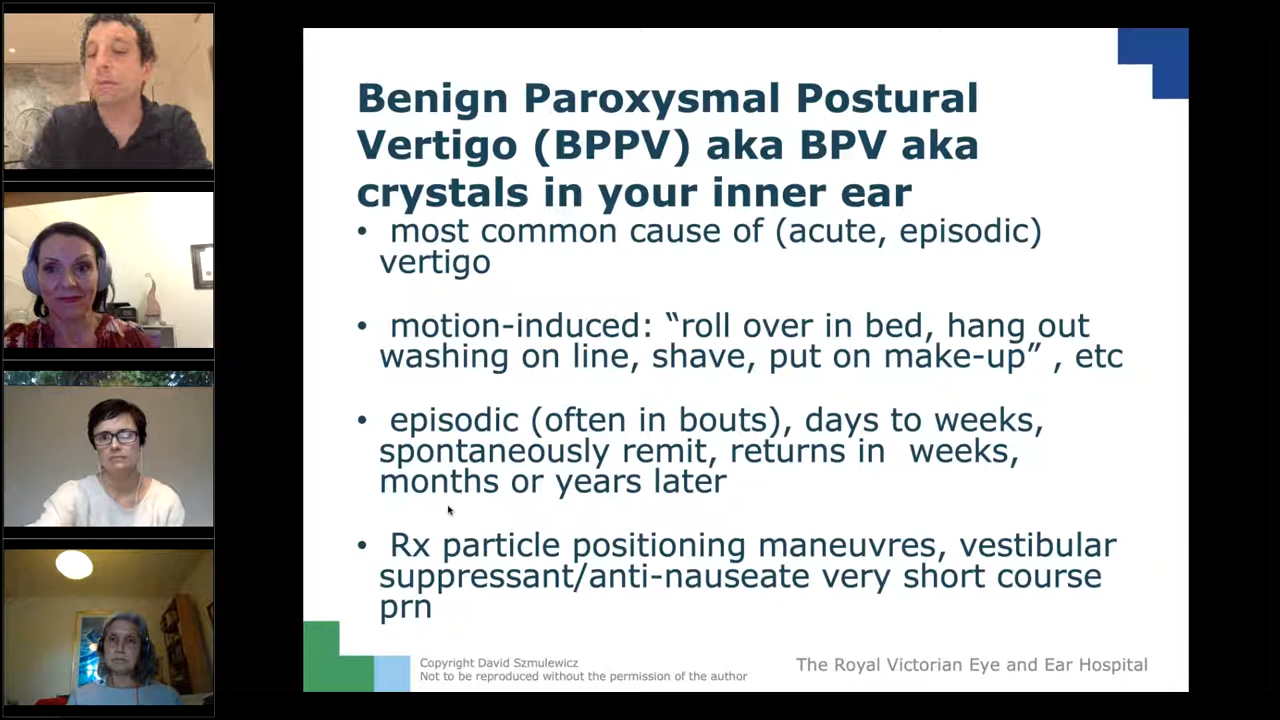 Benign Paroxysmal Postural
Vertigo (BPPV) aka BPV aka
crystals in your inner ear
• most common cause of (acute, episodic)
vertigo
• motion-induced: “roll over in bed, hang out
washing on line, shave, put on make-up” , etc
• episodic (often in bouts), days to weeks,
spontaneously remit, returns in  weeks,
months or years later
• Rx particle positioning maneuvres, vestibular
suppressant/anti-nauseate very short course
prn
Copyright David Szmulewicz
Not to be reproduced without the permission of the author
The Royal Victorian Eye and Ear Hospital